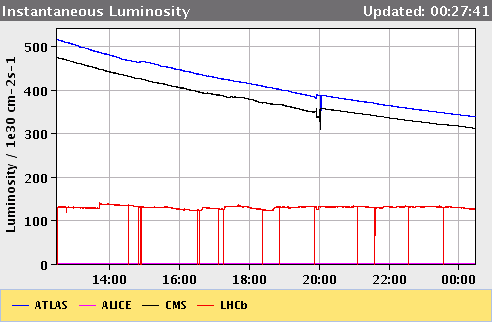 Instantaneous Luminosity Updated: 00:27:41
Luminosity / 1e30 cm-2s-1
500
400
300
200
100
0
14:00 16:00 18:00 20:00 22:00 00:00
ATLAS ALICE CMS LHCb